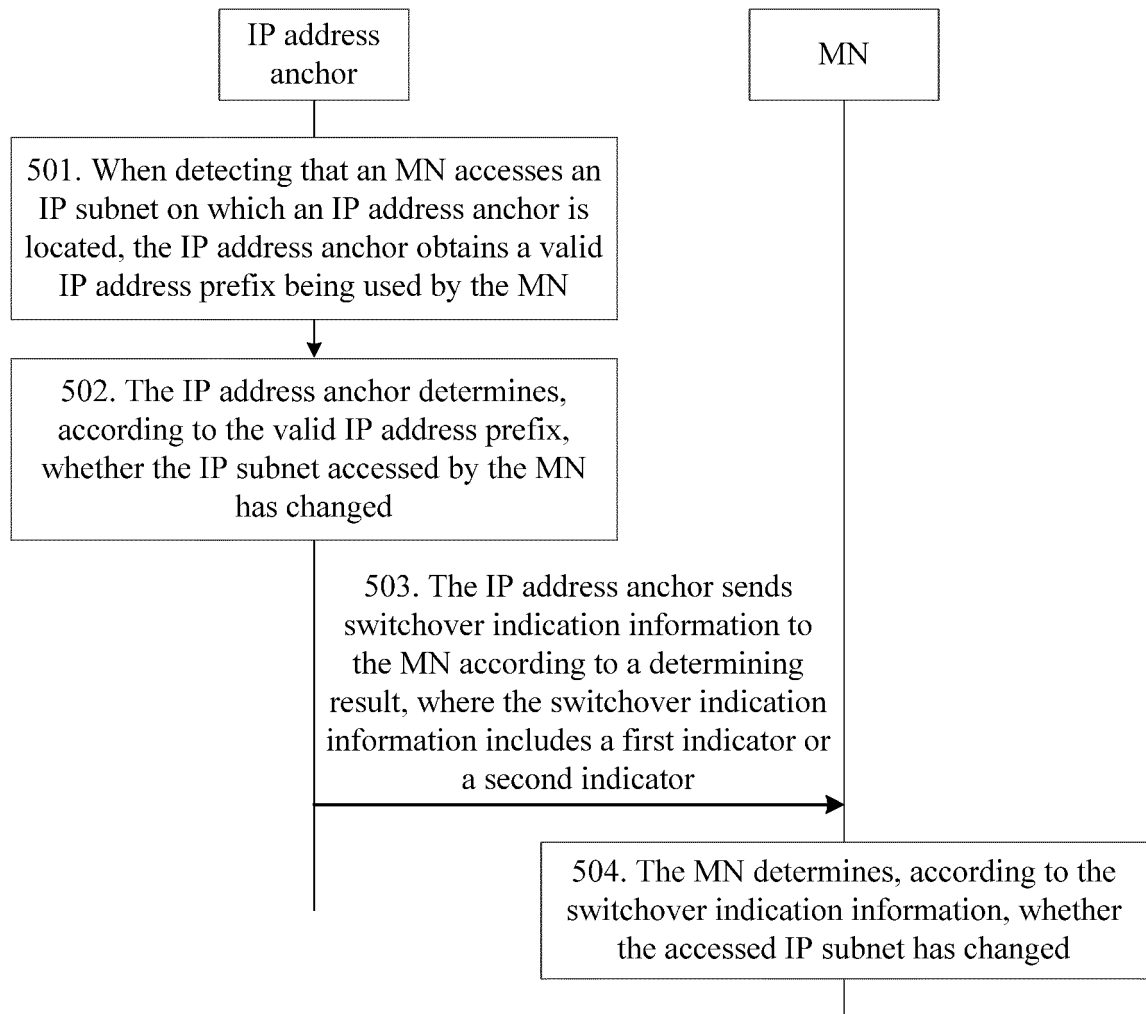 IP address
anchor
MN
501. When detecting that an MN accesses an
IP subnet on which an IP address anchor is
located, the IP address anchor obtains a valid
IP address prefix being used by the MN
502. The IP address anchor determines,
according to the valid IP address prefix,
whether the IP subnet accessed by the MN
has changed
503. The IP address anchor sends
switchover indication information to
the MN according to a determining
result, where the switchover indication
information includes a first indicator or
a second indicator
504. The MN determines, according to the
switchover indication information, whether
the accessed IP subnet has changed